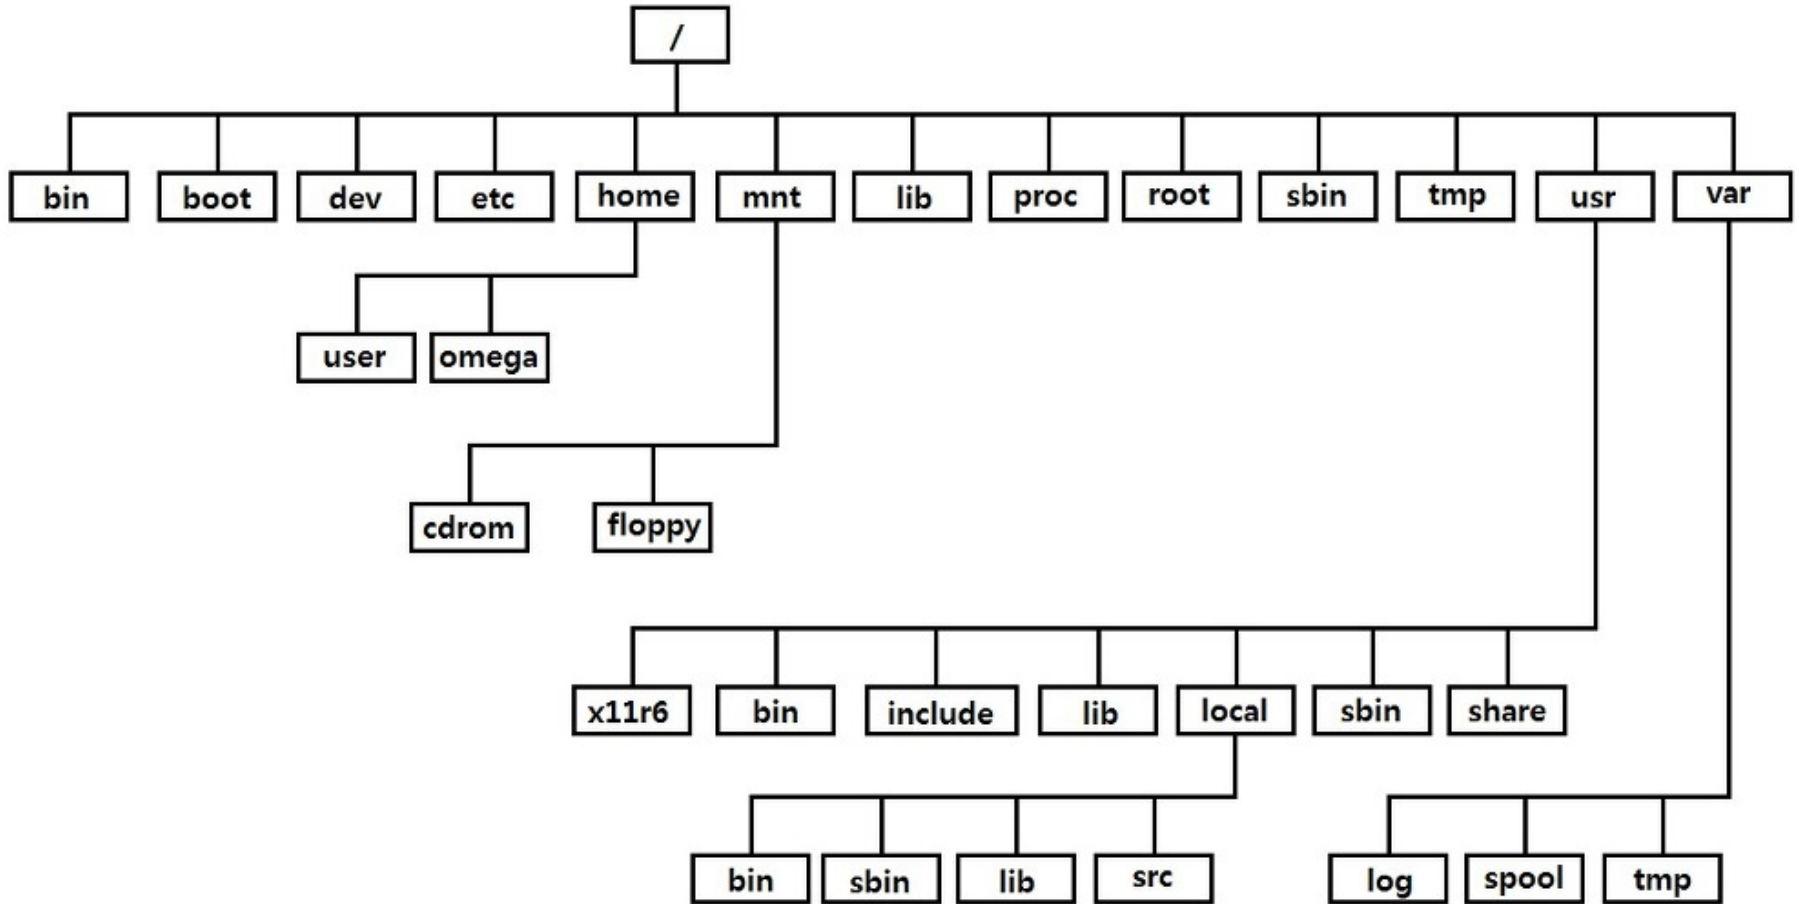 /
bin boot dev etc home mnt lib proc root sbin tmp usr var
user omega
cdrom floppy
x11r6 bin include lib local sbin share
bin sbin lib src log spool tmp